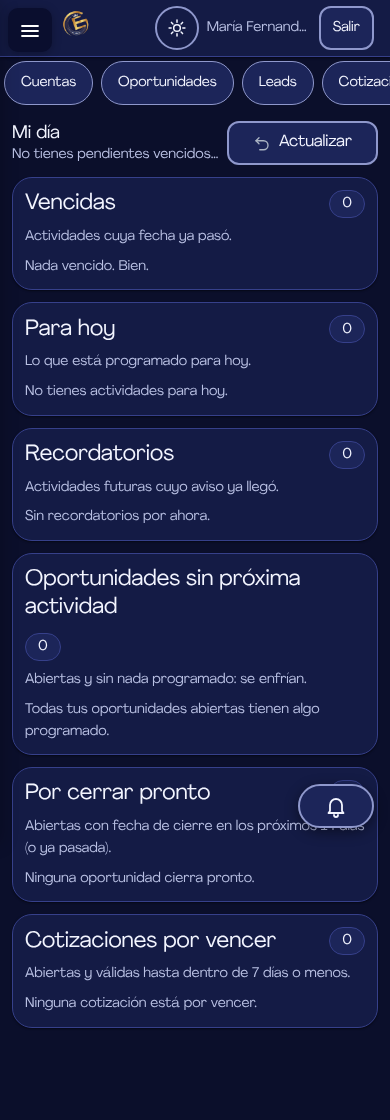 María Fernand...
Salir
Cuentas
Oportunidades
Leads
Cotizaci
Mi día
No tienes pendientes vencidos...
Actualizar
Vencidas
0
Actividades cuya fecha ya pasó.
Nada vencido. Bien.
Para hoy
0
Lo que está programado para hoy.
No tienes actividades para hoy.
Recordatorios
0
Actividades futuras cuyo aviso ya llegó.
Sin recordatorios por ahora.
Oportunidades sin próxima
actividad
0
Abiertas y sin nada programado: se enfrían.
Todas tus oportunidades abiertas tienen algo
programado.
Por cerrar pronto
Abiertas con fecha de cierre en los próximos
(o ya pasada).
Ninguna oportunidad cierra pronto.
Cotizaciones por vencer
0
Abiertas y válidas hasta dentro de 7 días o menos.
Ninguna cotización está por vencer.